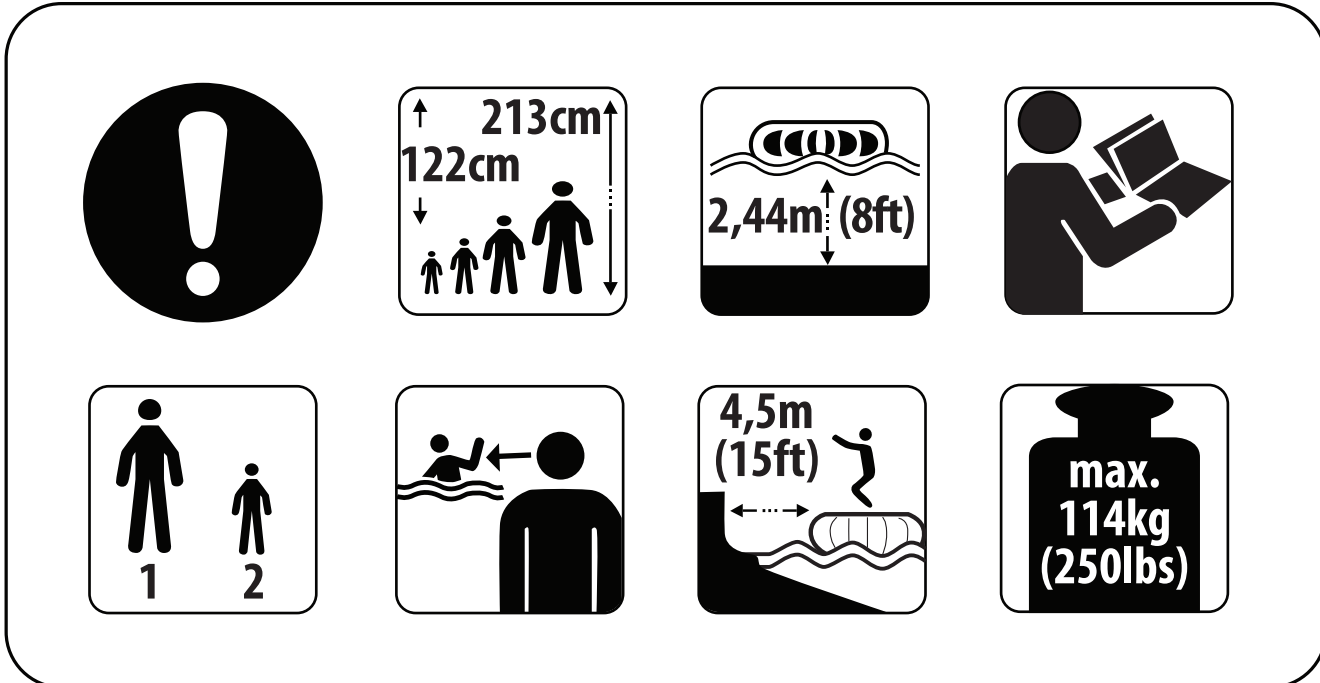 213cm
122cm
2,44m (8ft)
1
2
4,5m
(15ft)
max.
114kg
(250lbs)